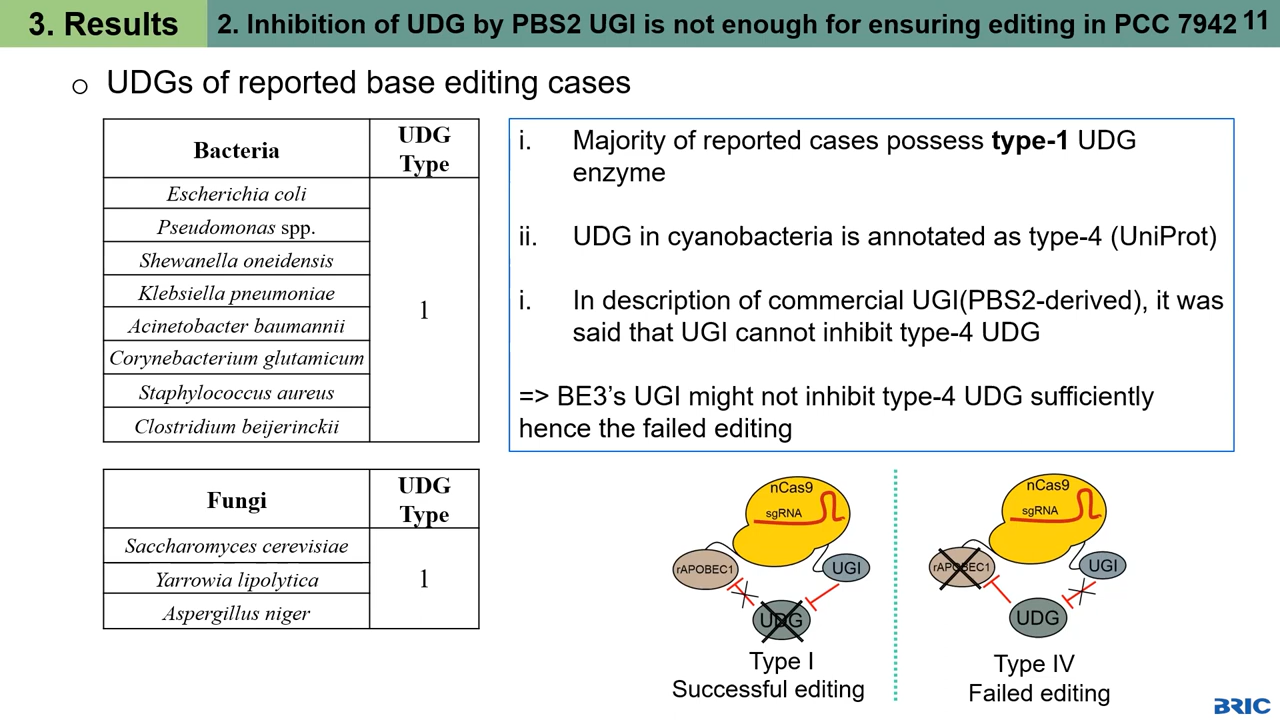 3. Results
2. Inhibition of UDG by PBS2 UGI is not enough for ensuring editing in PCC 7942
11
o UDGs of reported base editing cases
Bacteria
UDG
Type
Escherichia coli
Pseudomonas spp.
Shewanella oneidensis
Klebsiella pneumoniae
Acinetobacter baumannii
Corynebacterium glutamicum
Staphylococcus aureus
Clostridium beijerinckii
1
Fungi
UDG
Type
Saccharomyces cerevisiae
Yarrowia lipolytica
Aspergillus niger
1
i. Majority of reported cases possess type-1 UDG
enzyme
ii. UDG in cyanobacteria is annotated as type-4 (UniProt)
i. In description of commercial UGI(PBS2-derived), it was
said that UGI cannot inhibit type-4 UDG
=> BE3’s UGI might not inhibit type-4 UDG sufficiently
hence the failed editing
nCas9
sgRNA
rAPOBEC1
UGI
UDG
Type I
Successful editing
nCas9
sgRNA
rAPOBEC1
UGI
UDG
Type IV
Failed editing
BRIC